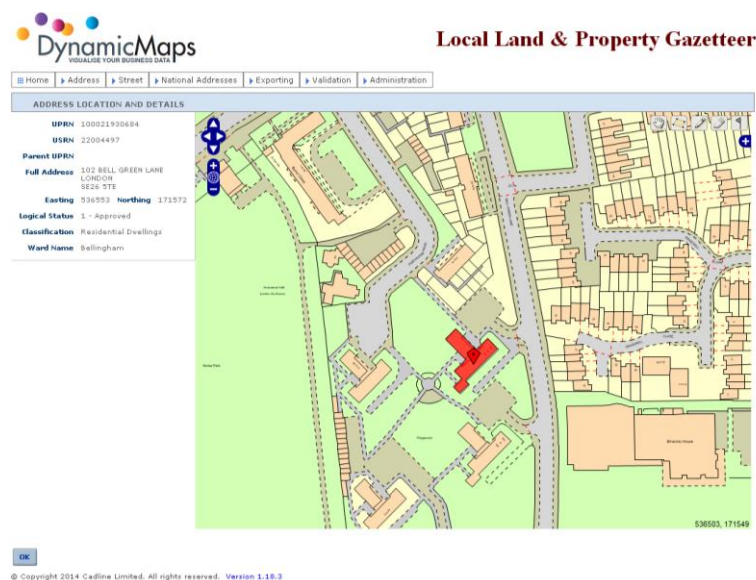 DynamicMaps
VISUALISE YOUR BUSINESS DATA
Local Land & Property Gazetteer
Home Address Street National Addresses Exporting Validation Administration
ADDRESS LOCATION AND DETAILS
UPRN 100021930684
USRN 22004497
Parent UPRN
Full Address 102 BELL GREEN LANE
LONDON
SE26 5TE
Easting 536553 Northing 171572
Logical Status 1 - Approved
Classification Residential Dwellings
Ward Name Bellingham
Playground
536503, 171549
OK
© Copyright 2014 Cadline Limited. All rights reserved. Version 1.18.3